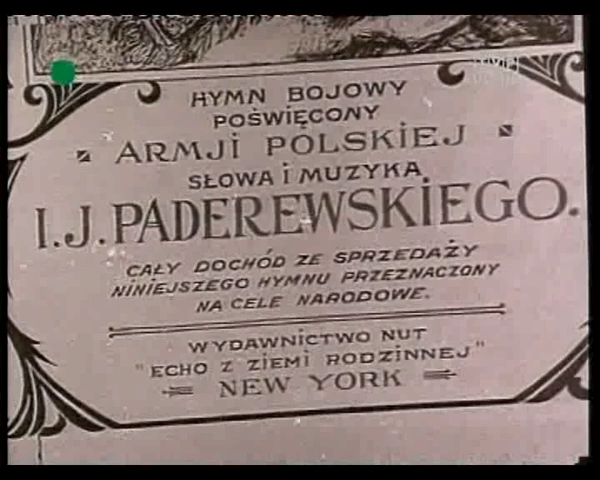 HYMN BOJOWY
POŚWIĘCONY
ARMJI POLSKIEJ
SŁOWA i MUZYKA
I.J. PADEREWSKIEGO.
CAŁY DOCHÓD ZE SPRZEDAŻY
NINIEJSZEGO HYMNU PRZEZNACZONY
NA CELE NARODOWE.
WYDAWNICTWO NUT
"ECHO Z ZIEMI RODZINNEJ"
NEW YORK